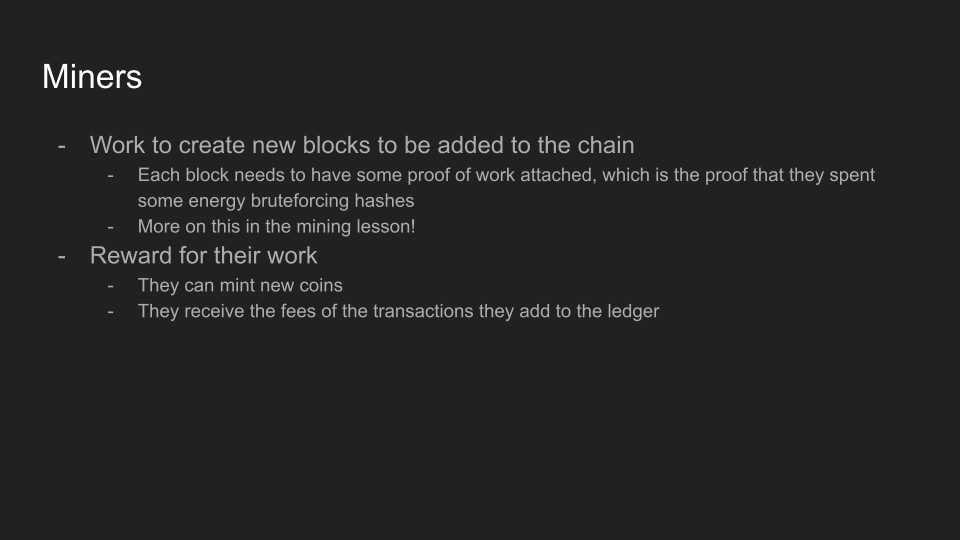 Miners
- Work to create new blocks to be added to the chain
- Each block needs to have some proof of work attached, which is the proof that they spent
some energy bruteforcing hashes
- More on this in the mining lesson!
- Reward for their work
- They can mint new coins
- They receive the fees of the transactions they add to the ledger